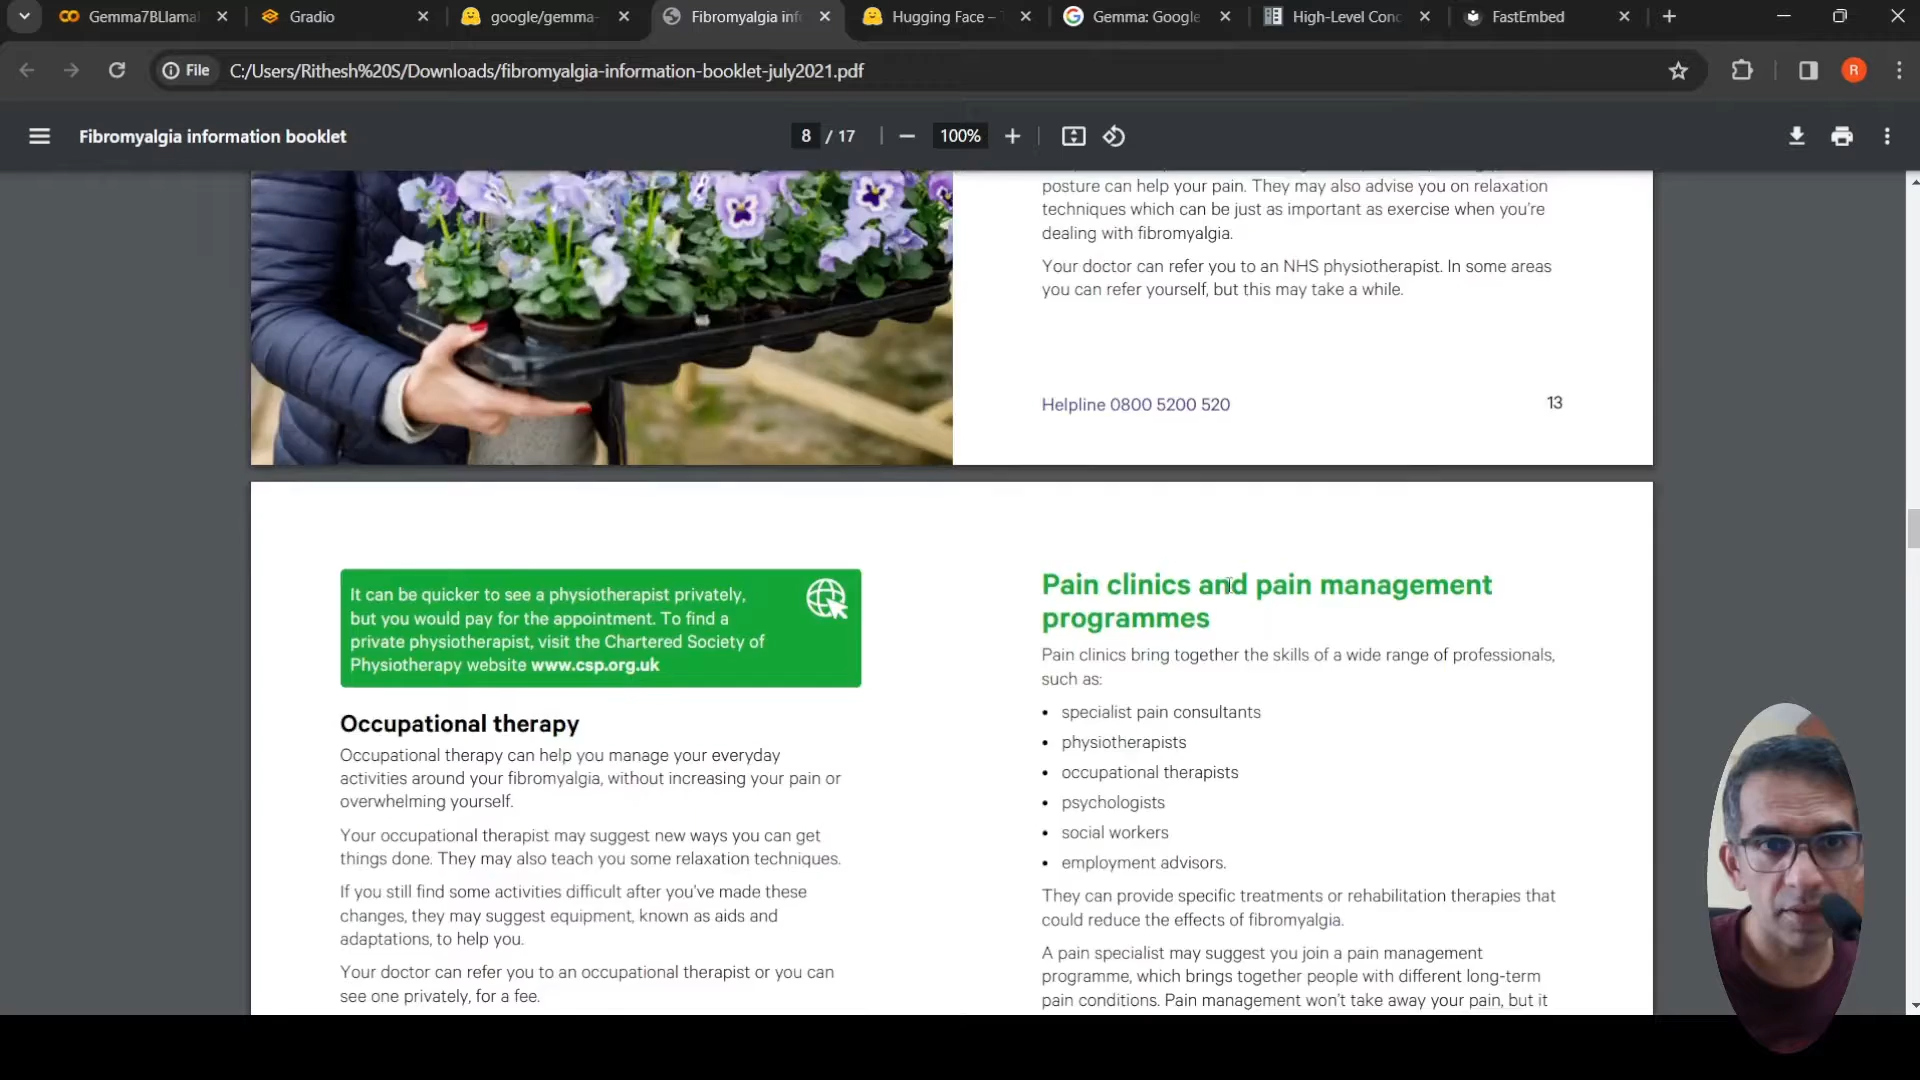 Gemma7BLlama
Gradio
google/gemma-
Fibromyalgia inf
Hugging Face –
Gemma: Google
High-Level Conc
FastEmbed
File
C:/Users/Rithesh%20S/Downloads/fibromyalgia-information-booklet-july2021.pdf
R
Fibromyalgia information booklet
8 / 17
100%
posture can help your pain. They may also advise you on relaxation
techniques which can be just as important as exercise when you're
dealing with fibromyalgia.
Your doctor can refer you to an NHS physiotherapist. In some areas
you can refer yourself, but this may take a while.
Helpline 0800 5200 520
13
It can be quicker to see a physiotherapist privately,
but you would pay for the appointment. To find a
private physiotherapist, visit the Chartered Society of
Physiotherapy website www.csp.org.uk
Occupational therapy
Occupational therapy can help you manage your everyday
activities around your fibromyalgia, without increasing your pain or
overwhelming yourself.
Your occupational therapist may suggest new ways you can get
things done. They may also teach you some relaxation techniques.
If you still find some activities difficult after you've made these
changes, they may suggest equipment, known as aids and
adaptations, to help you.
Your doctor can refer you to an occupational therapist or you can
see one privately, for a fee.
Pain clinics and pain management
programmes
Pain clinics bring together the skills of a wide range of professionals,
such as:
• specialist pain consultants
• physiotherapists
• occupational therapists
• psychologists
• social workers
• employment advisors.
They can provide specific treatments or rehabilitation therapies that
could reduce the effects of fibromyalgia.
A pain specialist may suggest you join a pain management
programme, which brings together people with different long-term
pain conditions. Pain management won't take away your pain, but it